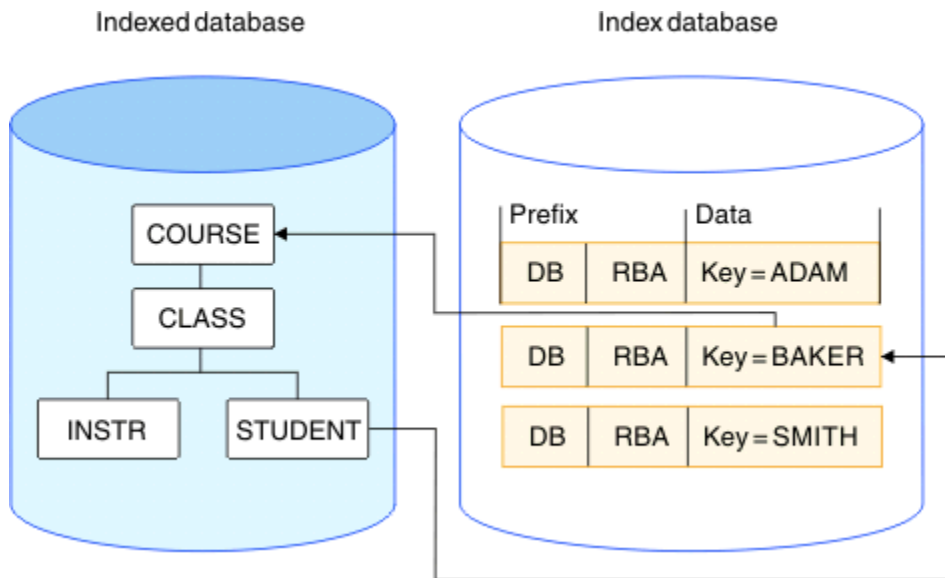 Indexed database
Index database
COURSE
CLASS
INSTR
STUDENT
Prefix
Data
DB RBA Key = ADAM
DB RBA Key = BAKER
DB RBA Key = SMITH